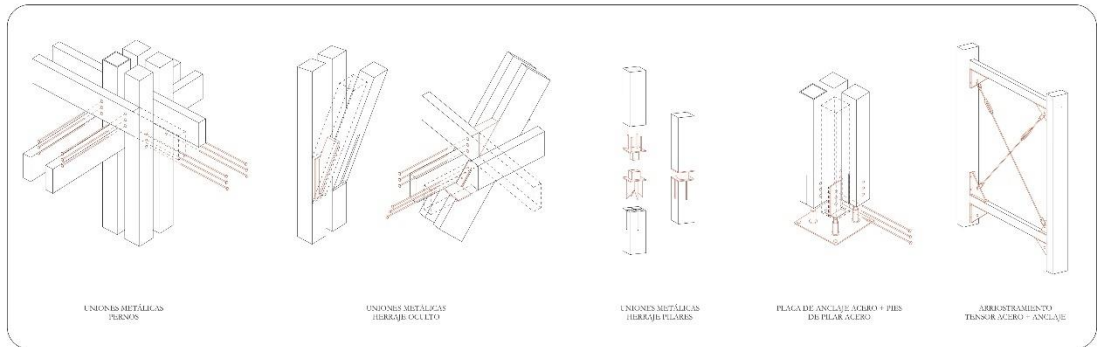 UNIONES METÁLICAS
PERNOS
UNIONES METÁLICAS
HERRAJE OCULTO
UNIONES METÁLICAS
HERRAJE PILARES
PLACA DE ANCLAJE ACERO + PIES
DE PILAR ACERO
ARRIOSTRAMIENTO
TENSOR ACERO + ANCLAJE